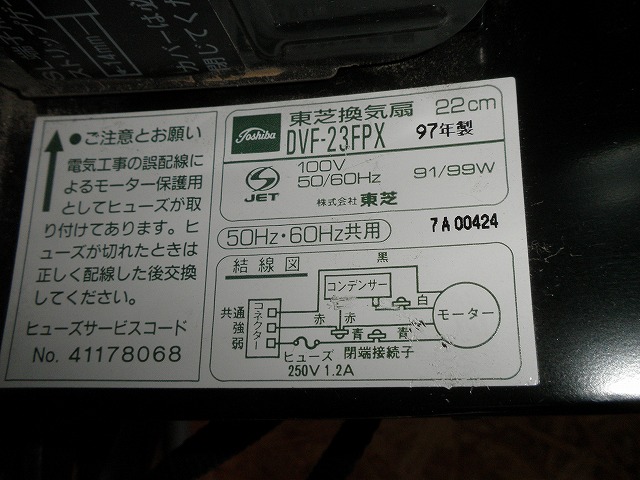 14mm
●ご注意とお願い
電気工事の誤配線に
よるモーター保護用
としてヒューズが取
り付けてあります。ヒ
ューズが切れたときは
正しく配線した後交換
してください。
ヒューズサービスコード
No. 41178068
Toshiba
東芝換気扇 22cm
DVF-23FPX 97年製
JET
100V
50/60Hz 91/99W
株式会社 東芝
50Hz・60Hz共用
7A00424
結線図
黒
コンデンサー
白
モーター
共通
強
弱
コネクター
赤 赤
青 青
ヒューズ 閉端接続子
250V 1.2A